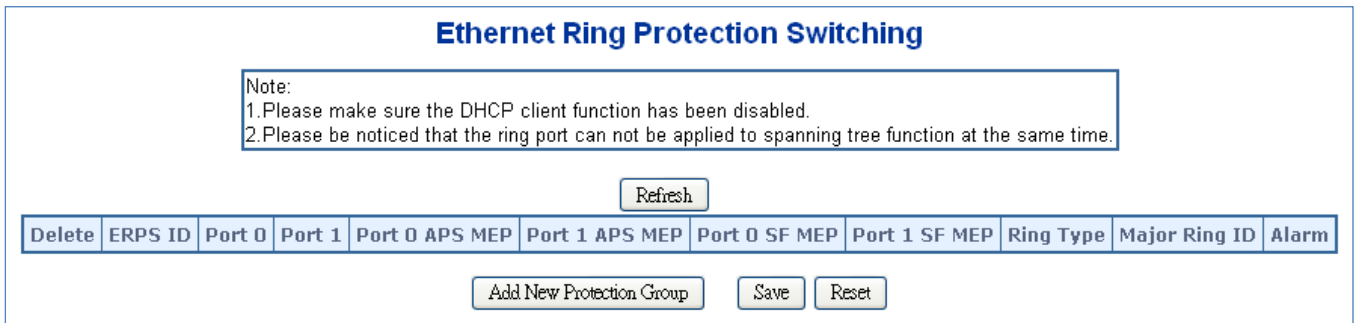 Ethernet Ring Protection Switching
Note:
1.Please make sure the DHCP client function has been disabled.
2.Please be noticed that the ring port can not be applied to spanning tree function at the same time.
Refresh
Delete ERPS ID Port 0 Port 1 Port 0 APS MEP Port 1 APS MEP Port 0 SF MEP Port 1 SF MEP Ring Type Major Ring ID Alarm
Add New Protection Group Save Reset